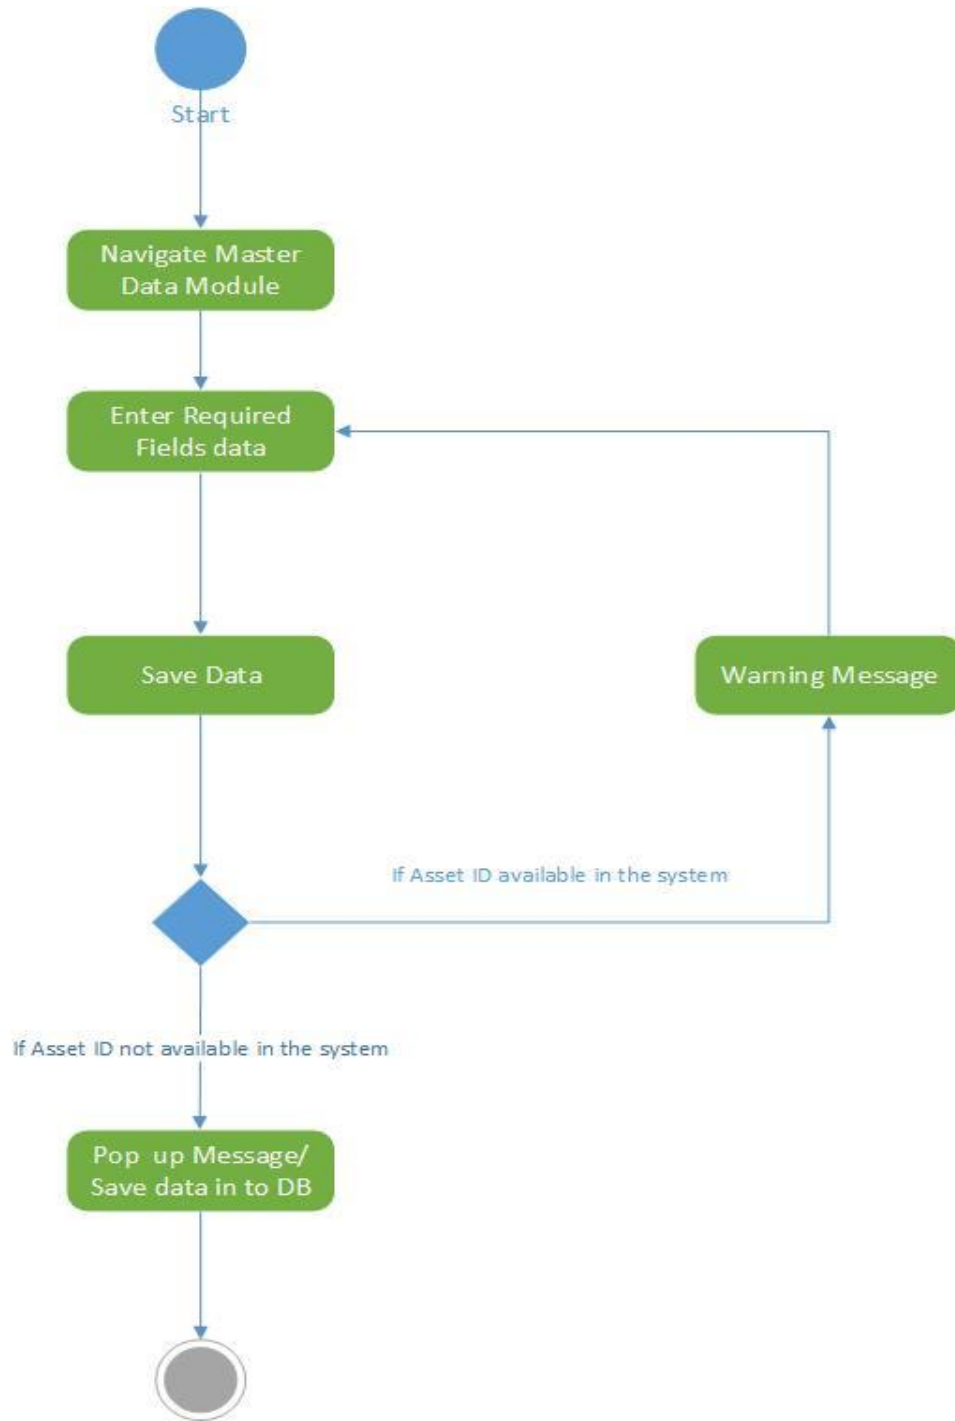 Start
Navigate Master
Data Module
Enter Required
Fields data
Save Data
Warning Message
If Asset ID available in the system
If Asset ID not available in the system
Pop up Message/
Save data in to DB